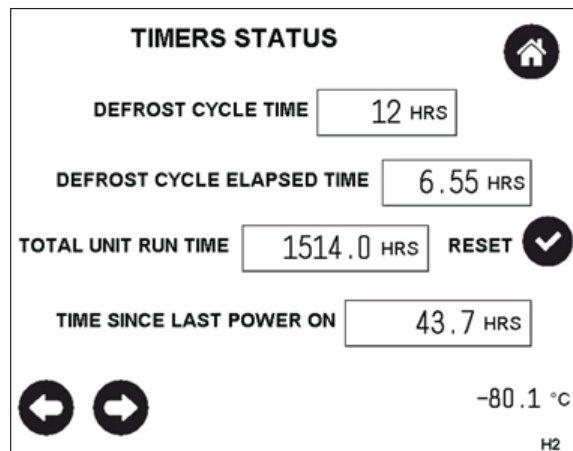 TIMERS STATUS
DEFROST CYCLE TIME 12 HRS
DEFROST CYCLE ELAPSED TIME 6.55 HRS
TOTAL UNIT RUN TIME 1514.0 HRS RESET
TIME SINCE LAST POWER ON 43.7 HRS
-80.1 °C
H2